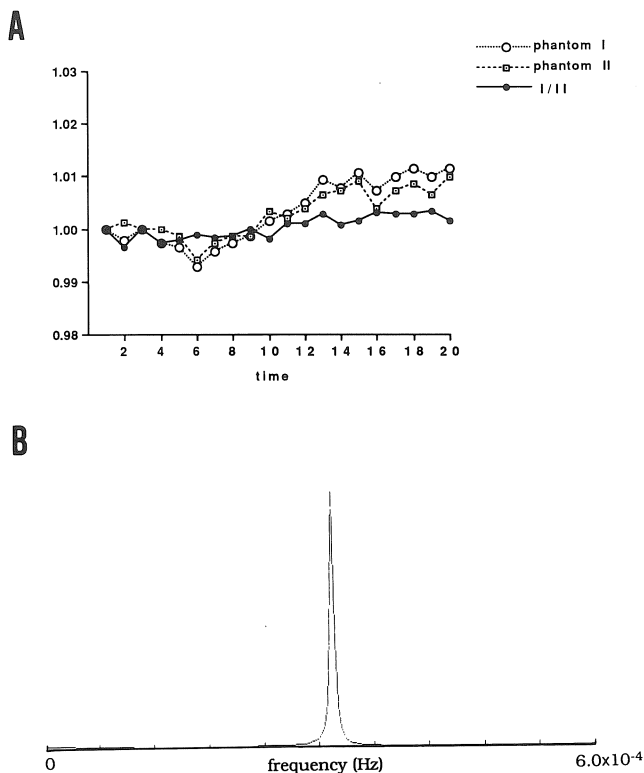 A
phantom I
phantom II
I/II
1.03
1.02
1.01
1.00
0.99
0.98
2 4 6 8 10 12 14 16 18 20
time
B
0
frequency (Hz)
6.0x10-4